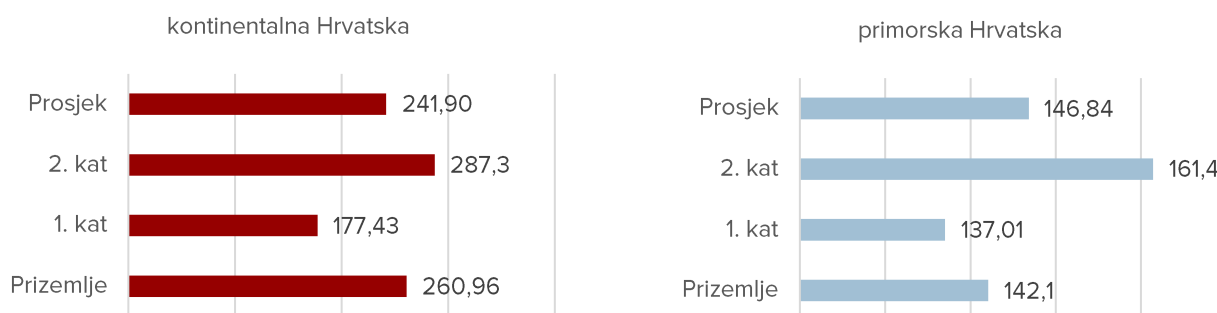 kontinentalna Hrvatska
Prosjek 241,90
2. kat 287,3
1. kat 177,43
Prizemlje 260,96
primorska Hrvatska
Prosjek 146,84
2. kat 161,4
1. kat 137,01
Prizemlje 142,1